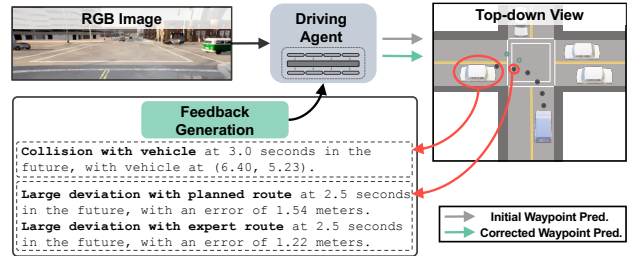 RGB Image
Driving
Agent
Top-down View
Feedback
Generation
Collision with vehicle at 3.0 seconds in the
future, with vehicle at (6.40, 5.23).
Large deviation with planned route at 2.5 seconds
in the future, with an error of 1.54 meters.
Large deviation with expert route at 2.5 seconds
in the future, with an error of 1.22 meters.
Initial Waypoint Pred.
Corrected Waypoint Pred.